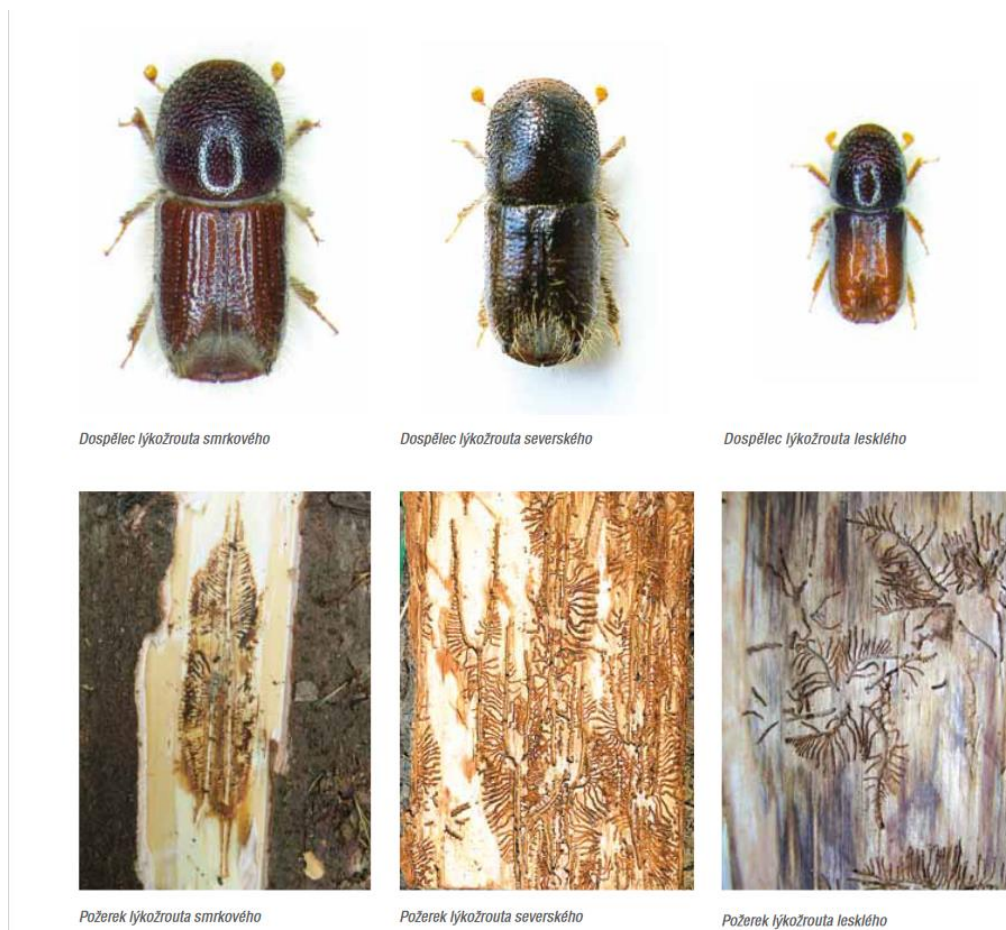 Dospělec lýkožrouta smrkového
Dospělec lýkožrouta severského
Dospělec lýkožrouta lesklého
Požerek lýkožrouta smrkového
Požerek lýkožrouta severského
Požerek lýkožrouta lesklého